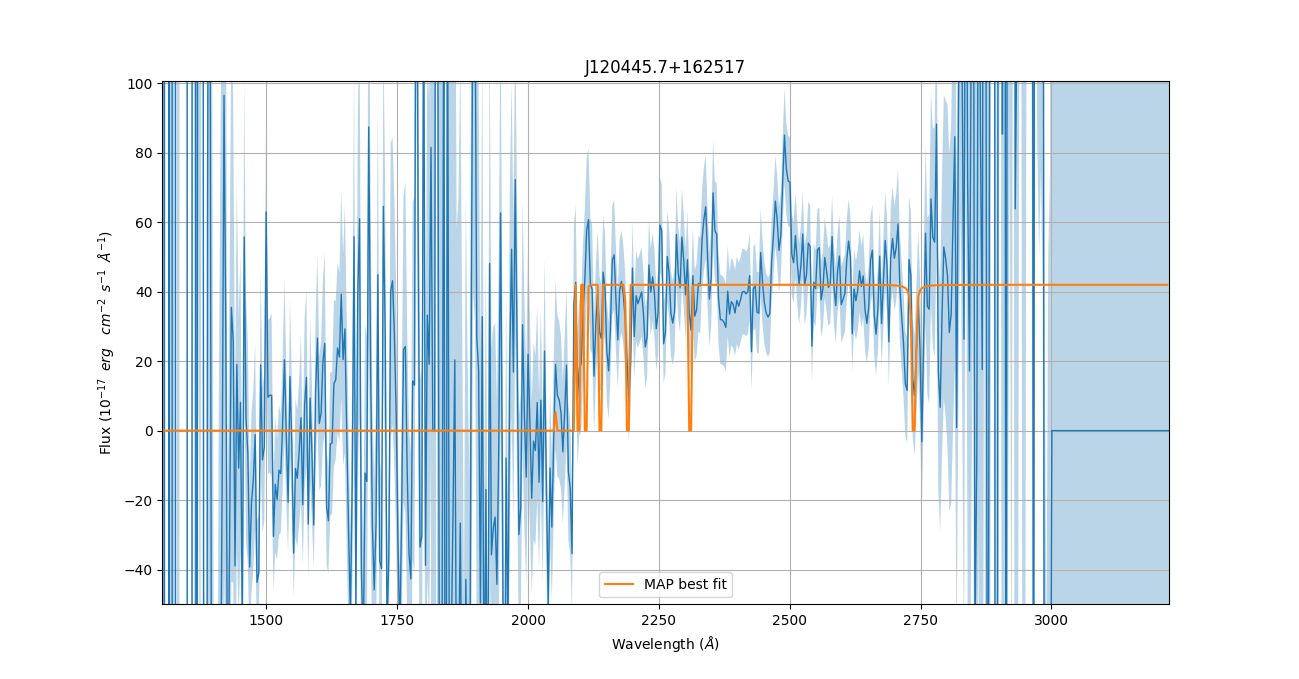 J120445.7+162517
Flux (10⁻¹⁷ erg cm⁻² s⁻¹ Å⁻¹)
100
80
60
40
20
0
−20
−40
MAP best fit
1500 1750 2000 2250 2500 2750 3000
Wavelength (Å)